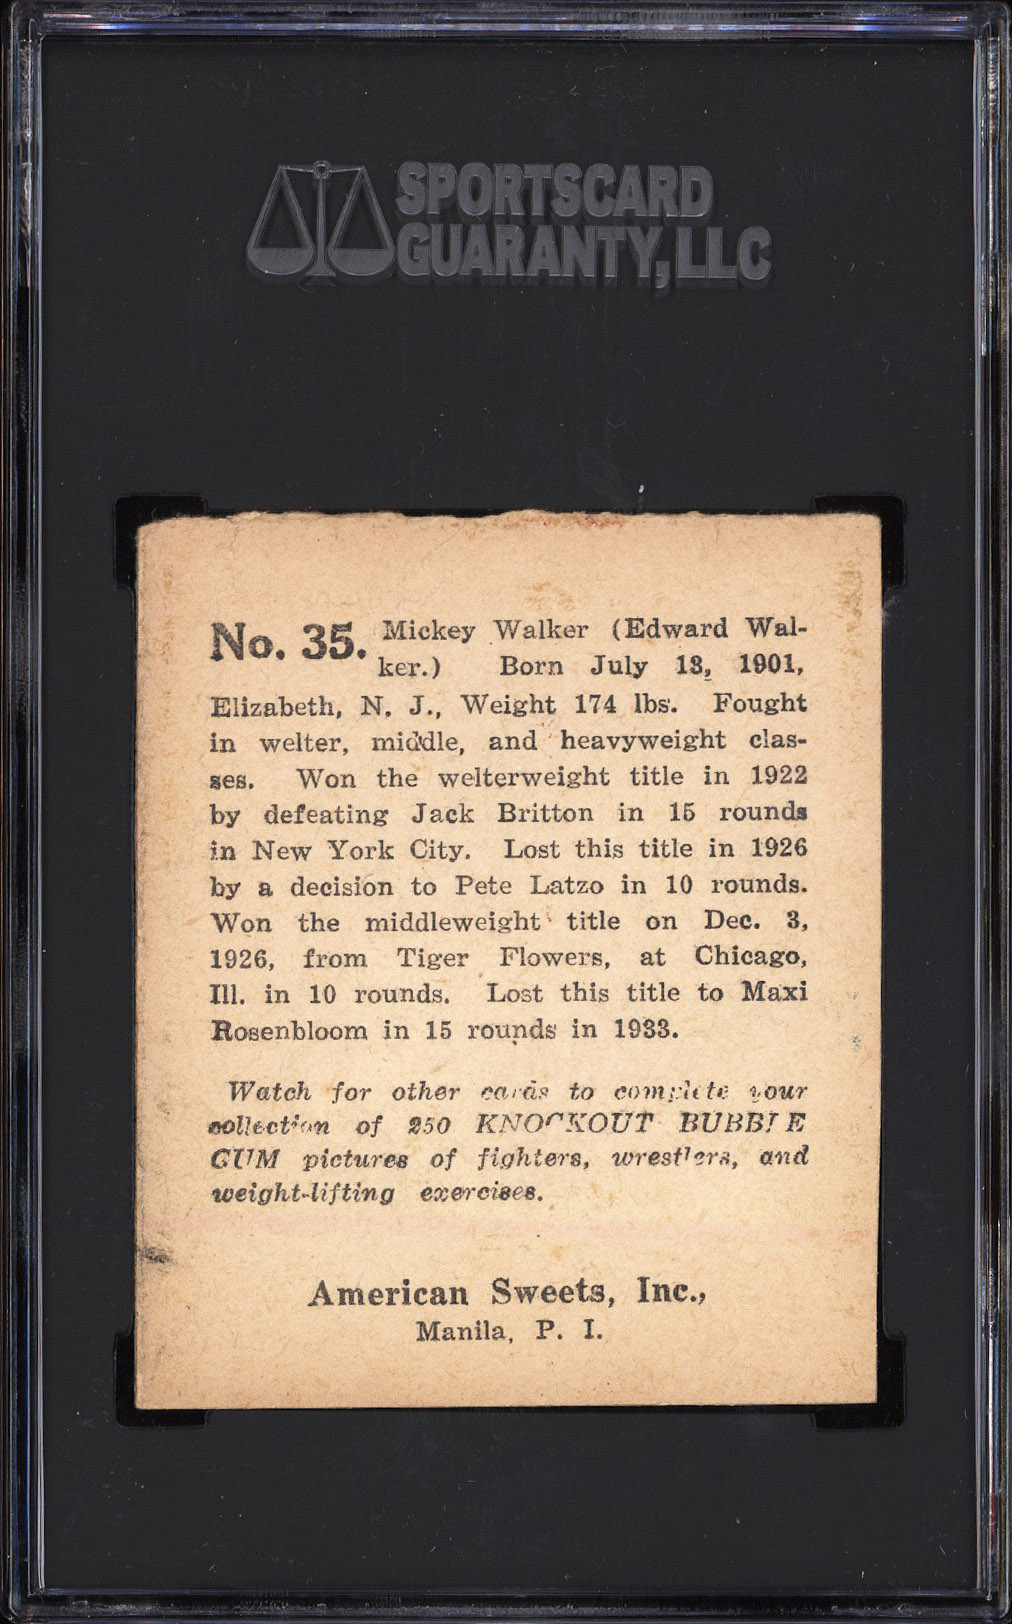 SPORTSCARD
GUARANTY, LLC
No. 35. Mickey Walker (Edward Wal-
ker.) Born July 13, 1901,
Elizabeth, N. J., Weight 174 lbs. Fought
in welter, middle, and heavyweight clas-
ses. Won the welterweight title in 1922
by defeating Jack Britton in 15 rounds
in New York City. Lost this title in 1926
by a decision to Pete Latzo in 10 rounds.
Won the middleweight title on Dec. 3,
1926, from Tiger Flowers, at Chicago,
Ill. in 10 rounds. Lost this title to Maxi
Rosenbloom in 15 rounds in 1933.
Watch for other cards to complete your
collection of 250 KNOCKOUT BUBBLE
GUM pictures of fighters, wrestlers, and
weight-lifting exercises.
American Sweets, Inc.,
Manila, P. I.